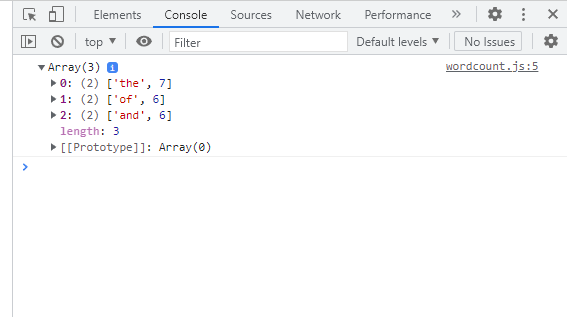 Elements Console Sources Network Performance »
top ▼ Filter Default levels ▼ No Issues
▼Array(3) i wordcount.js:5
▶0: (2) ['the', 7]
▶1: (2) ['of', 6]
▶2: (2) ['and', 6]
length: 3
▶[[Prototype]]: Array(0)
>